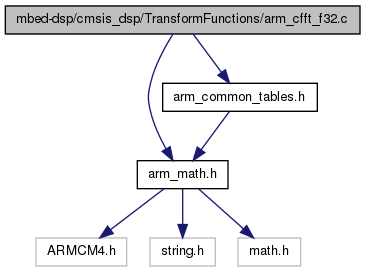 mbed-dsp/cmsis_dsp/TransformFunctions/arm_cfft_f32.c
arm_common_tables.h
arm_math.h
ARMCM4.h
string.h
math.h